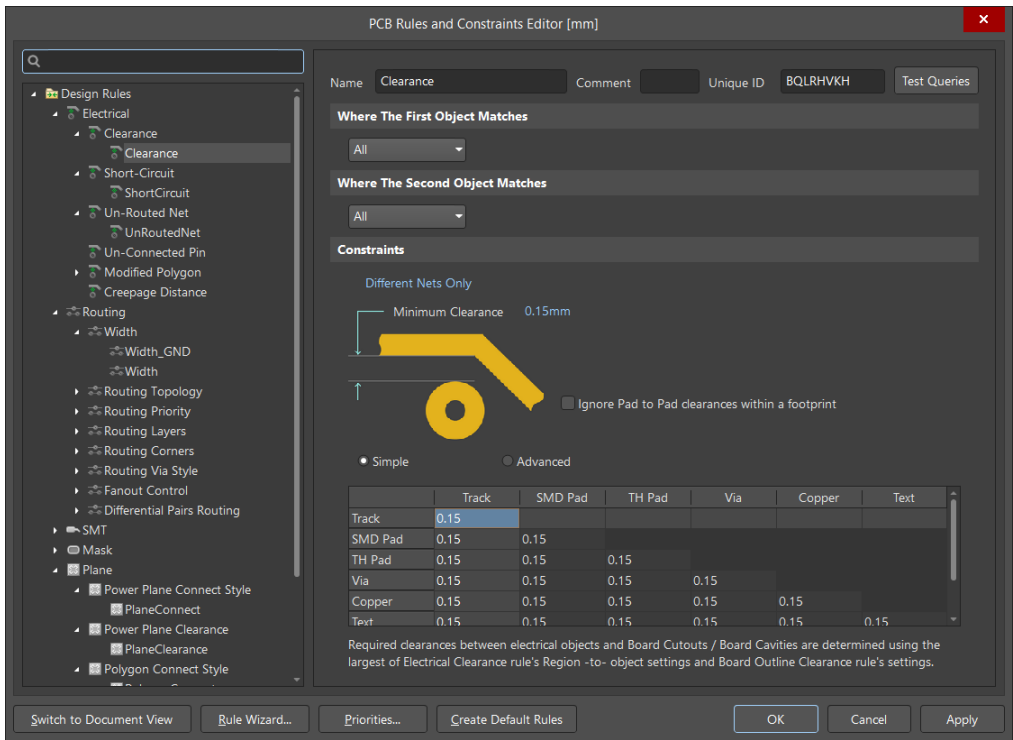 PCB Rules and Constraints Editor [mm]
Design Rules
Electrical
Clearance
Clearance
Short-Circuit
ShortCircuit
Un-Routed Net
UnRoutedNet
Un-Connected Pin
Modified Polygon
Creepage Distance
Routing
Width
Width_GND
Width
Routing Topology
Routing Priority
Routing Layers
Routing Corners
Routing Via Style
Fanout Control
Differential Pairs Routing
SMT
Mask
Plane
Power Plane Connect Style
PlaneConnect
Power Plane Clearance
PlaneClearance
Polygon Connect Style
Name Clearance Comment Unique ID BQLRHVKH Test Queries
Where The First Object Matches
All
Where The Second Object Matches
All
Constraints
Different Nets Only
Minimum Clearance 0.15mm
Ignore Pad to Pad clearances within a footprint
Simple Advanced
Track SMD Pad TH Pad Via Copper Text
Track 0.15
SMD Pad 0.15 0.15
TH Pad 0.15 0.15 0.15
Via 0.15 0.15 0.15 0.15
Copper 0.15 0.15 0.15 0.15 0.15
Text 0.15 0.15 0.15 0.15 0.15 0.15
Required clearances between electrical objects and Board Cutouts / Board Cavities are determined using the
largest of Electrical Clearance rule's Region -to- object settings and Board Outline Clearance rule's settings.
Switch to Document View Rule Wizard... Priorities... Create Default Rules OK Cancel Apply